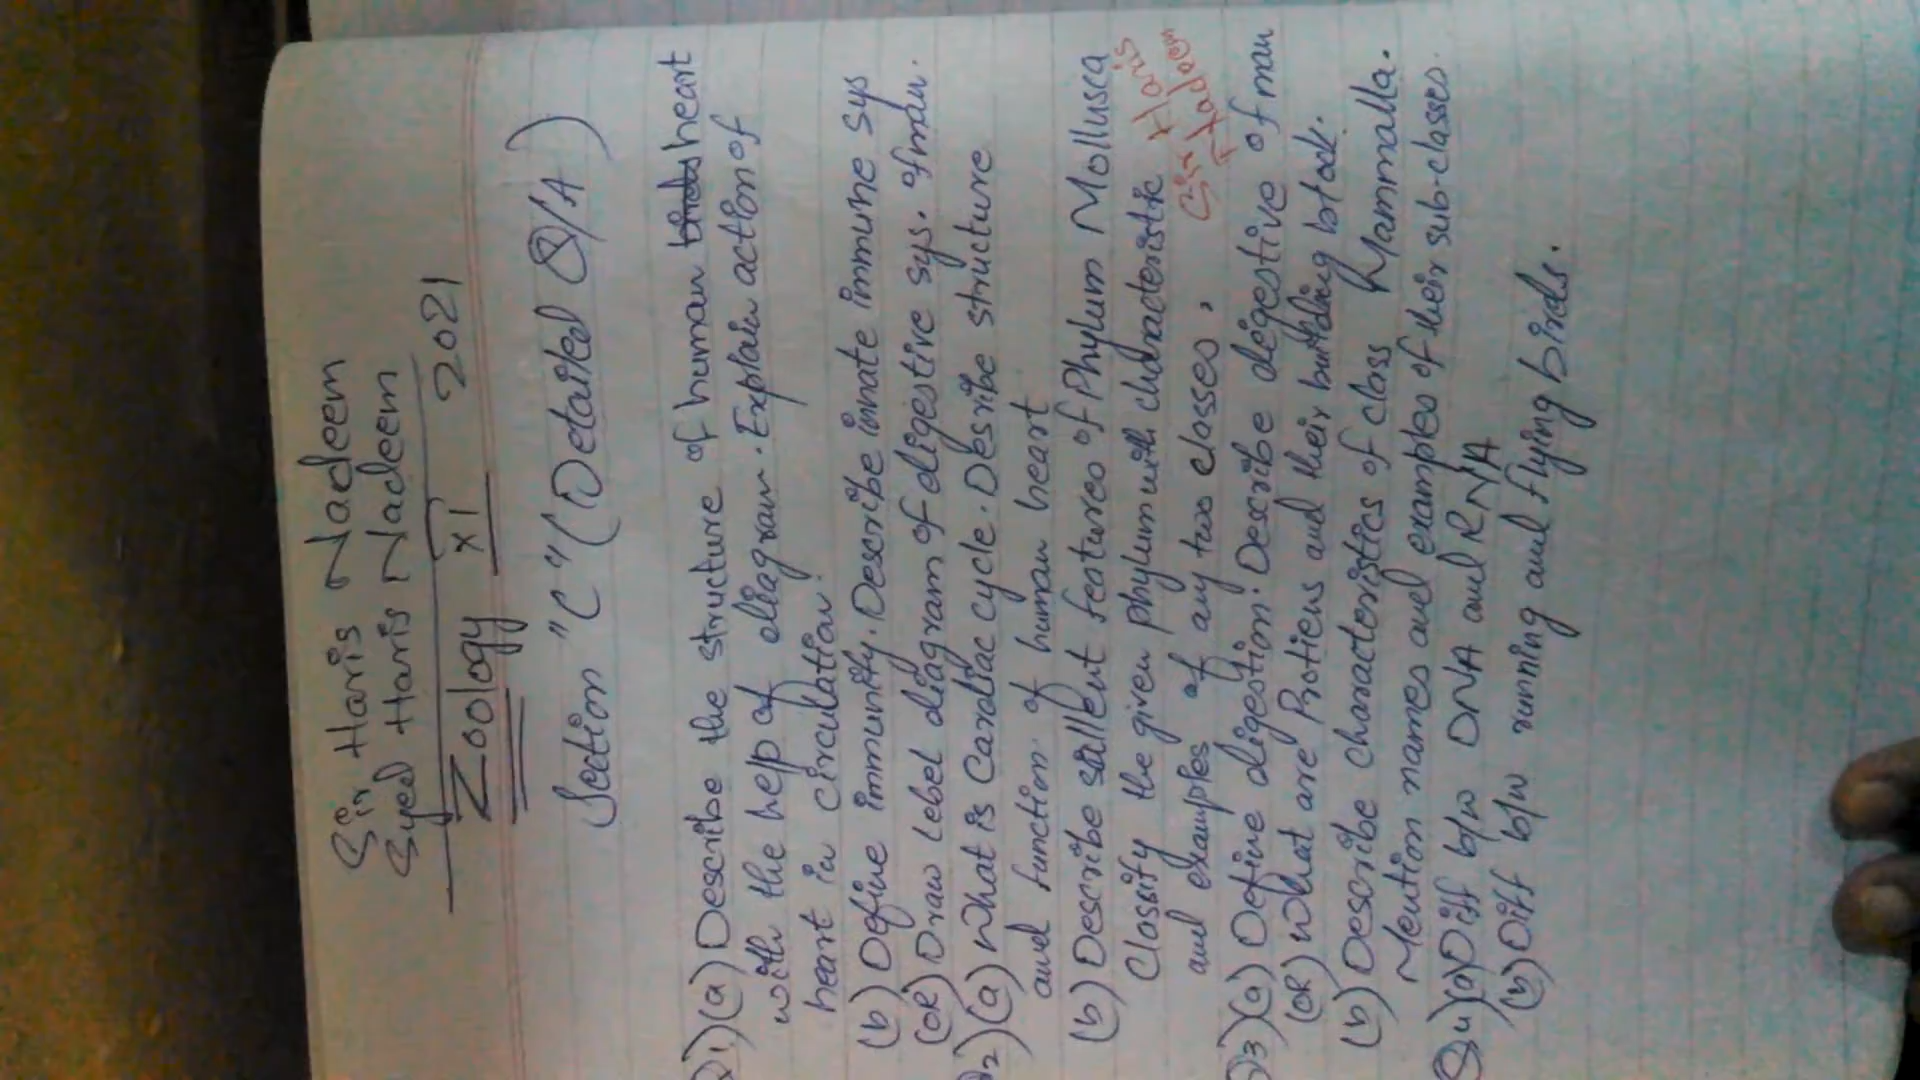 Sir Haris Nadeem
Syed Haris Nadeem
Zoology XI 2021
Section "C" (Detailed Q/A)
Q1)(a) Describe the structure of human heart
with the help of diagram. Explain action of
heart in circulation.
(b) Define immunity. Describe innate immune sys
(OR) Draw lebel diagram of digestive sys. of man.
Q2)(a) What is Cardiac cycle. Describe structure
and function of human heart
(b) Describe sallent features of Phylum Mollusca
Classify the given phylum with characteristic
and examples of any two classes.
Sir Haris
Nadeem
Q3)(a) Define digestion. Describe digestive of man
(OR) What are Protiens and their building block.
(b) Describe characteristics of class Mammalla.
Mention names and examples of their sub-classes.
Q4)(a) Diff b/w DNA and RNA
(b) Diff b/w running and flying birds.